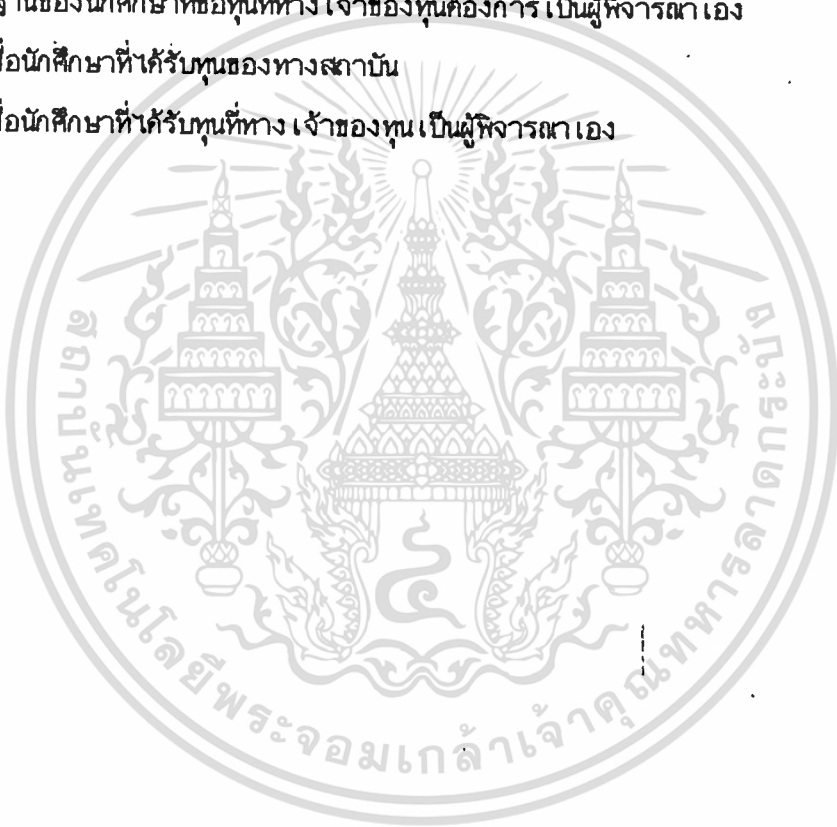 ฐานของนักศึกษาที่ขอทุนที่ทาง เจ้าของทุนต้องการ เป็นผู้พิจารณา เอง
อนักศึกษาที่ได้รับทุนของทางสถาบัน
อนักศึกษาที่ได้รับทุนที่ทาง เจ้าของทุน เป็นผู้พิจารณา เอง
สถาบันเทคโนโลยีพระจอมเกล้าเจ้าคุณทหารลาดกระบัง